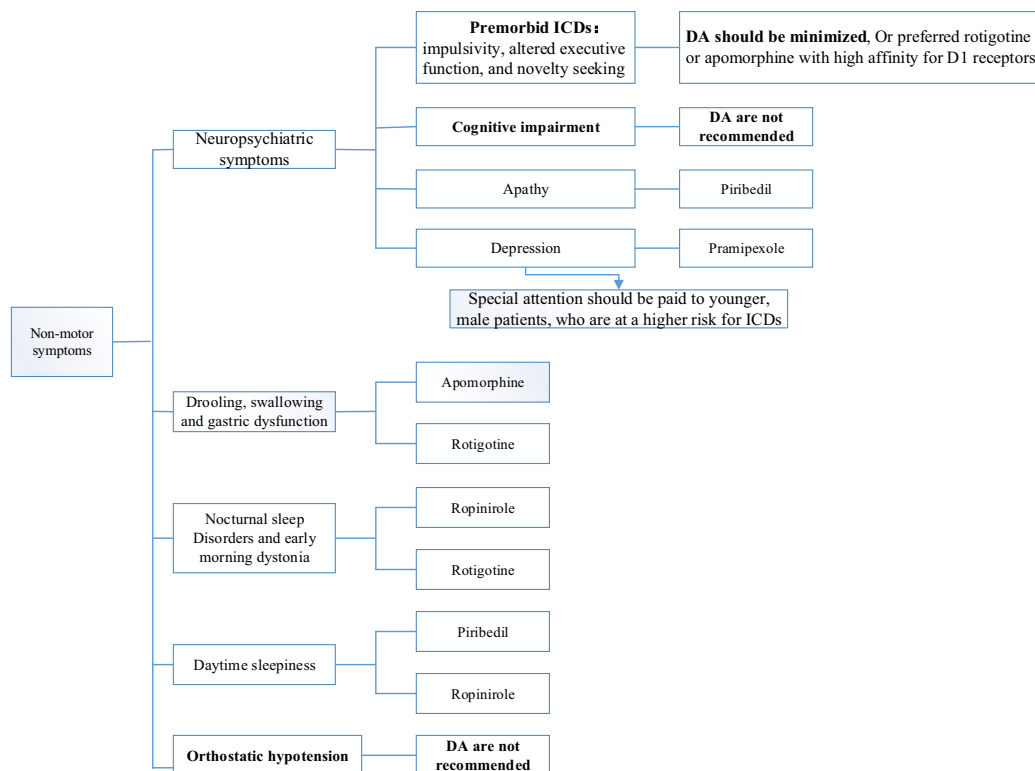 Premorbid ICDs：
impulsivity, altered executive
function, and novelty seeking
DA should be minimized, Or preferred rotigotine
or apomorphine with high affinity for D1 receptors
Neuropsychiatric
symptoms
Cognitive impairment
DA are not
recommended
Apathy
Piribedil
Depression
Pramipexole
Special attention should be paid to younger,
male patients, who are at a higher risk for ICDs
Non-motor
symptoms
Drooling, swallowing
and gastric dysfunction
Apomorphine
Rotigotine
Nocturnal sleep
Disorders and early
morning dystonia
Ropinirole
Rotigotine
Daytime sleepiness
Piribedil
Ropinirole
Orthostatic hypotension
DA are not
recommended